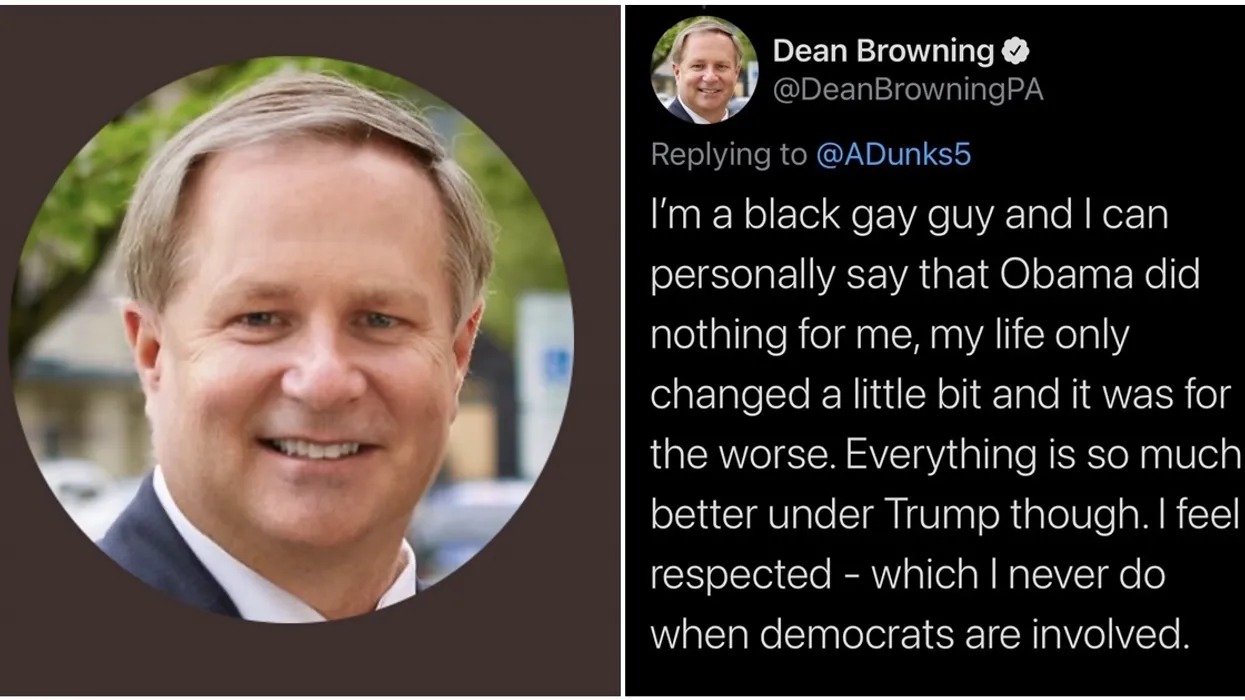 Dean Browning
@DeanBrowningPA
Replying to @ADunks5
I’m a black gay guy and I can
personally say that Obama did
nothing for me, my life only
changed a little bit and it was for
the worse. Everything is so much
better under Trump though. I feel
respected - which I never do
when democrats are involved.